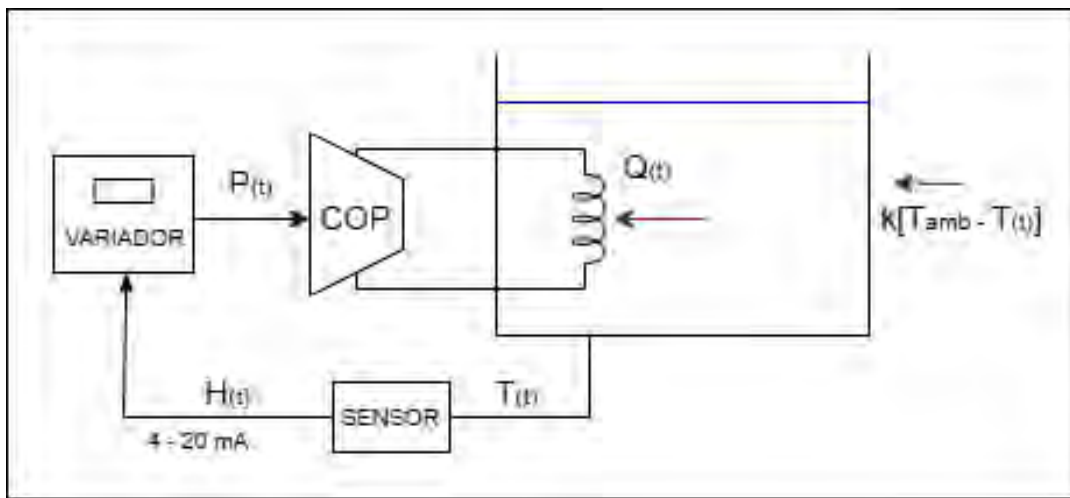 P(t)
COP
Q(t)
K[Tamb - T(t)]
VARIADOR
H(t)
4 - 20 mA.
SENSOR
T(t)